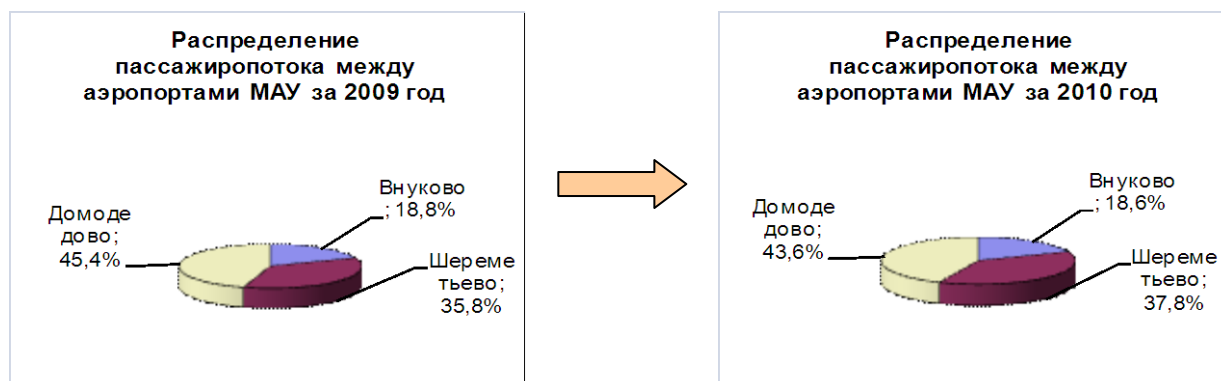 Распределение
пассажиропотока между
аэропортами МАУ за 2009 год
Внуково
; 18,8%
Домоде
дово;
45,4%
Шереме
тьево;
35,8%
Распределение
пассажиропотока между
аэропортами МАУ за 2010 год
Внуково
; 18,6%
Домоде
дово;
43,6%
Шереме
тьево;
37,8%